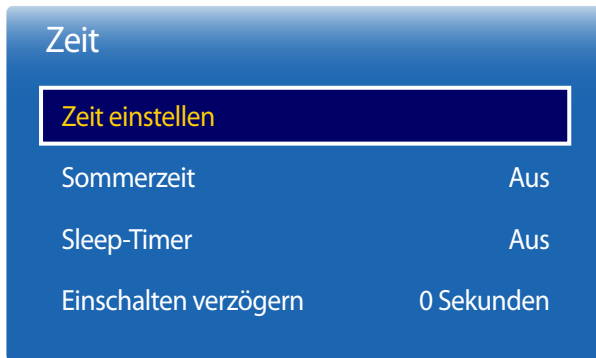 Zeit
Zeit einstellen
Sommerzeit Aus
Sleep-Timer Aus
Einschalten verzögern 0 Sekunden